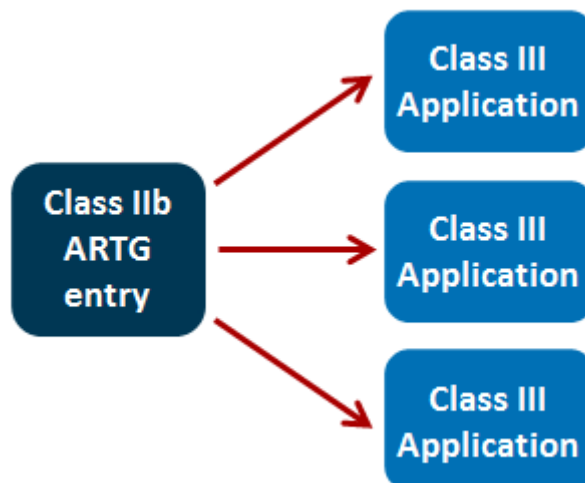 Class IIb
ARTG
entry
Class III
Application
Class III
Application
Class III
Application